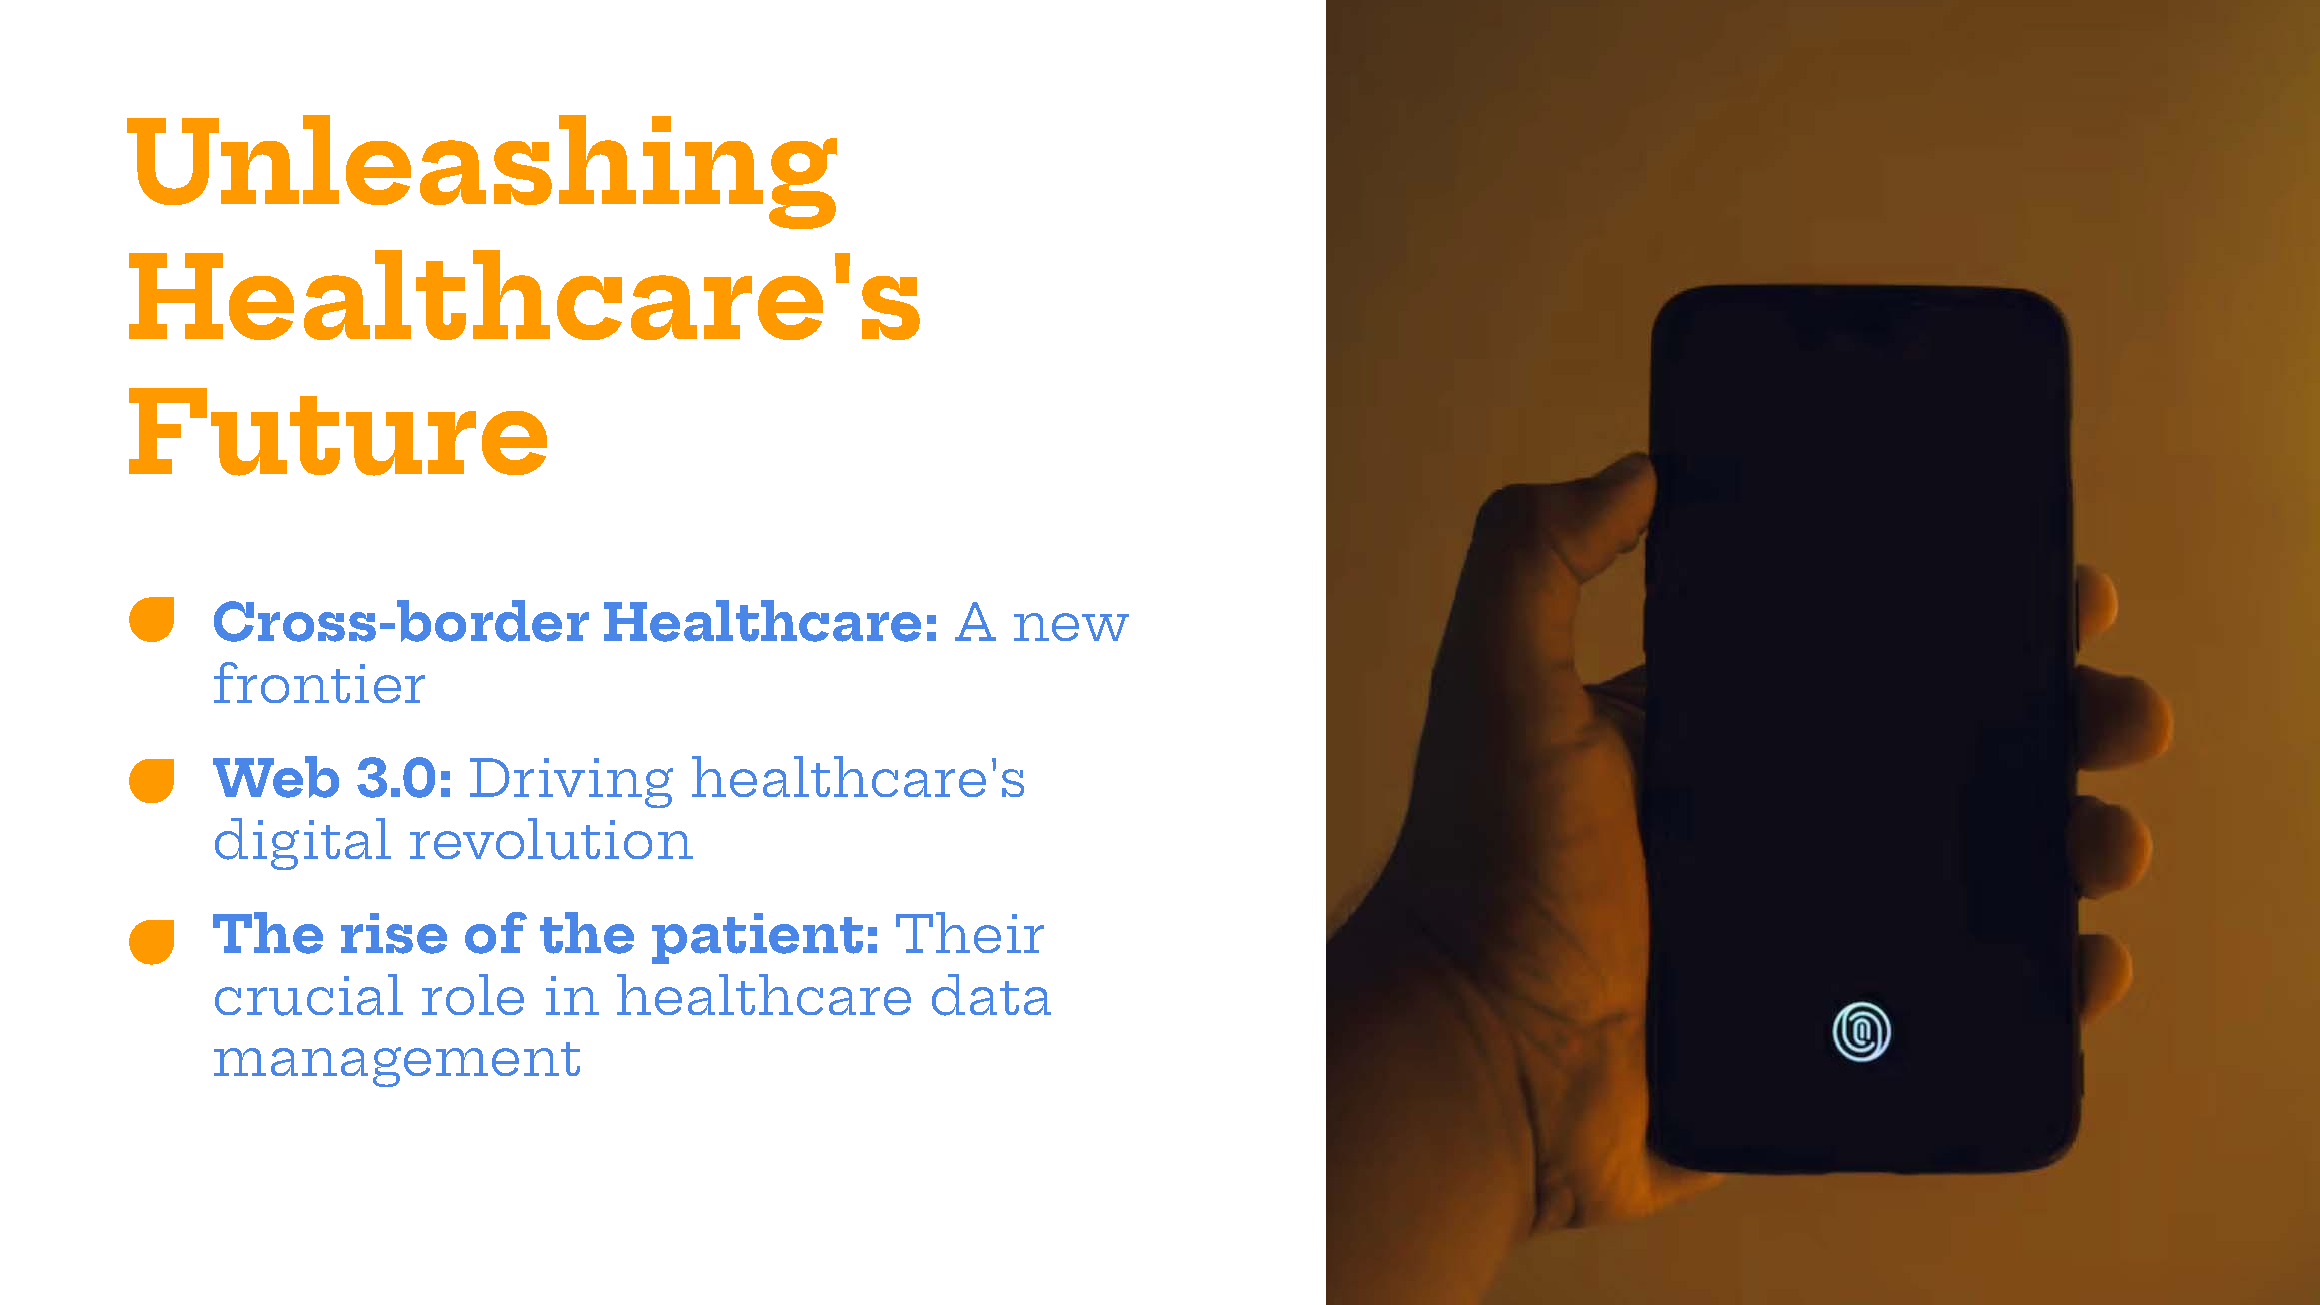 Unleashing
Healthcare's
Future
Cross-border Healthcare: A new
frontier
Web 3.0: Driving healthcare's
digital revolution
The rise of the patient: Their
crucial role in healthcare data
management